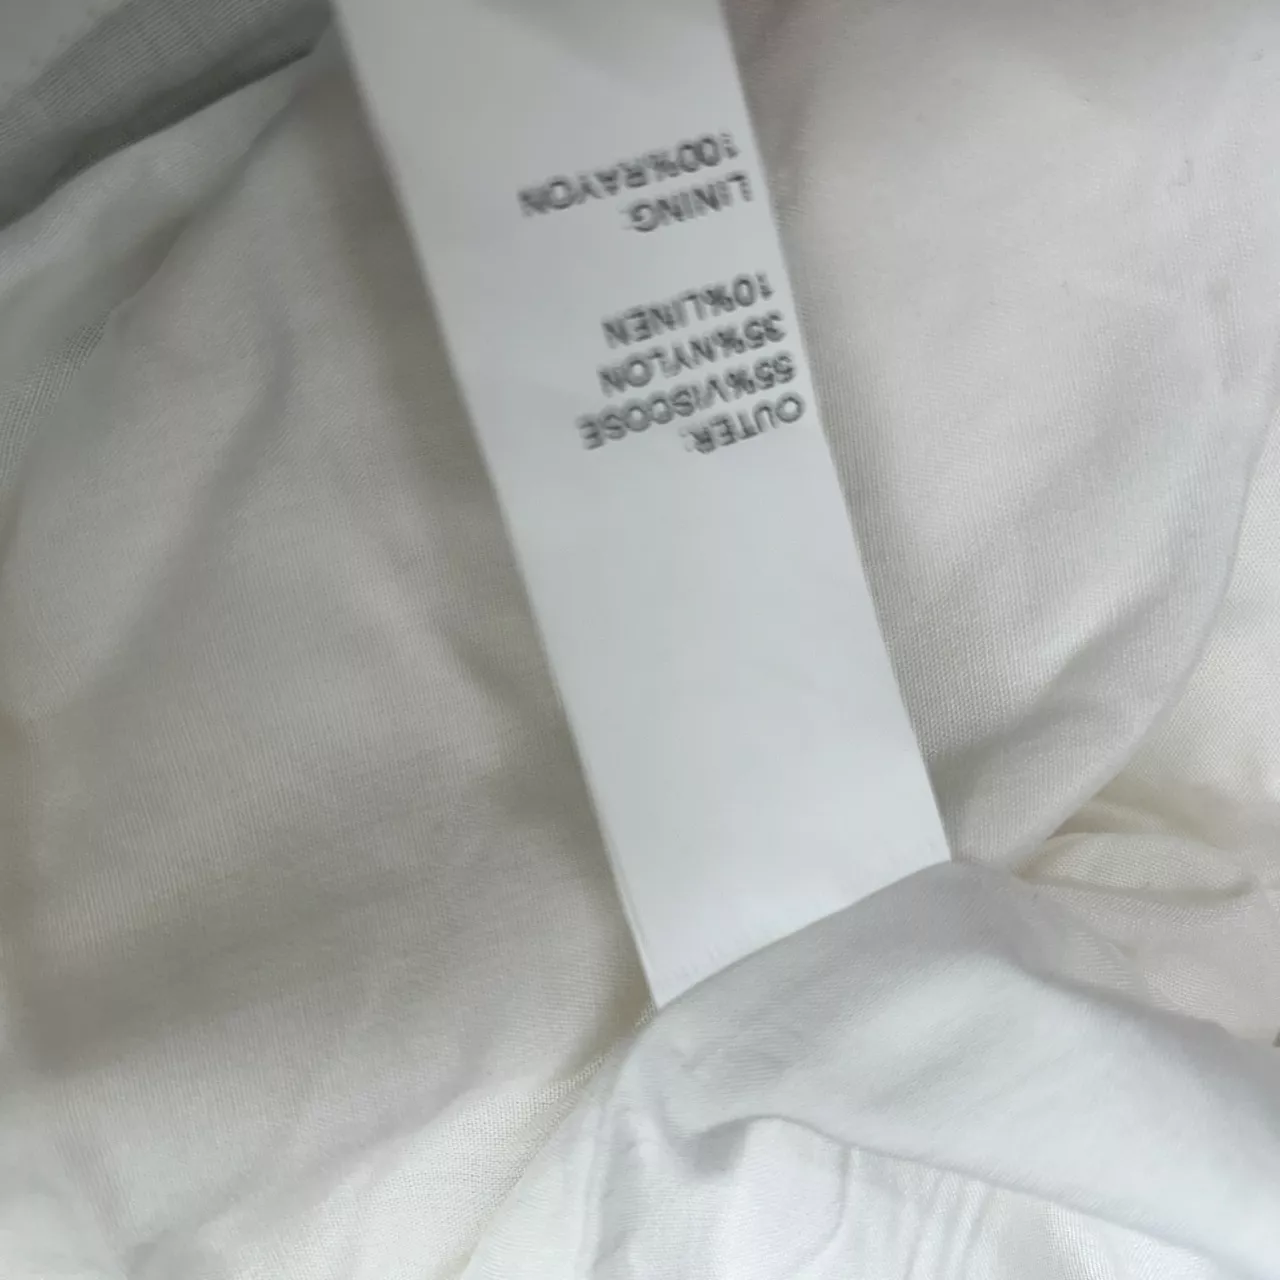 OUTER:
55%VISCOSE
35%NYLON
10%LINEN
LINING:
100%RAYON